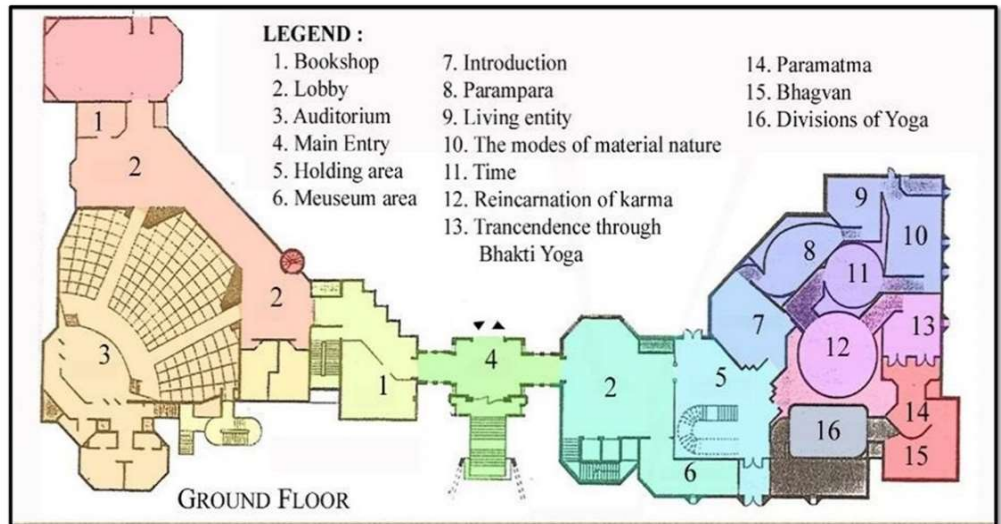 LEGEND :
1. Bookshop
2. Lobby
3. Auditorium
4. Main Entry
5. Holding area
6. Meuseum area
7. Introduction
8. Parampara
9. Living entity
10. The modes of material nature
11. Time
12. Reincarnation of karma
13. Trancendence through
Bhakti Yoga
14. Paramatma
15. Bhagvan
16. Divisions of Yoga
1
2
9
10
8
11
2
7
13
3
4
12
1
2
5
14
16
15
6
GROUND FLOOR